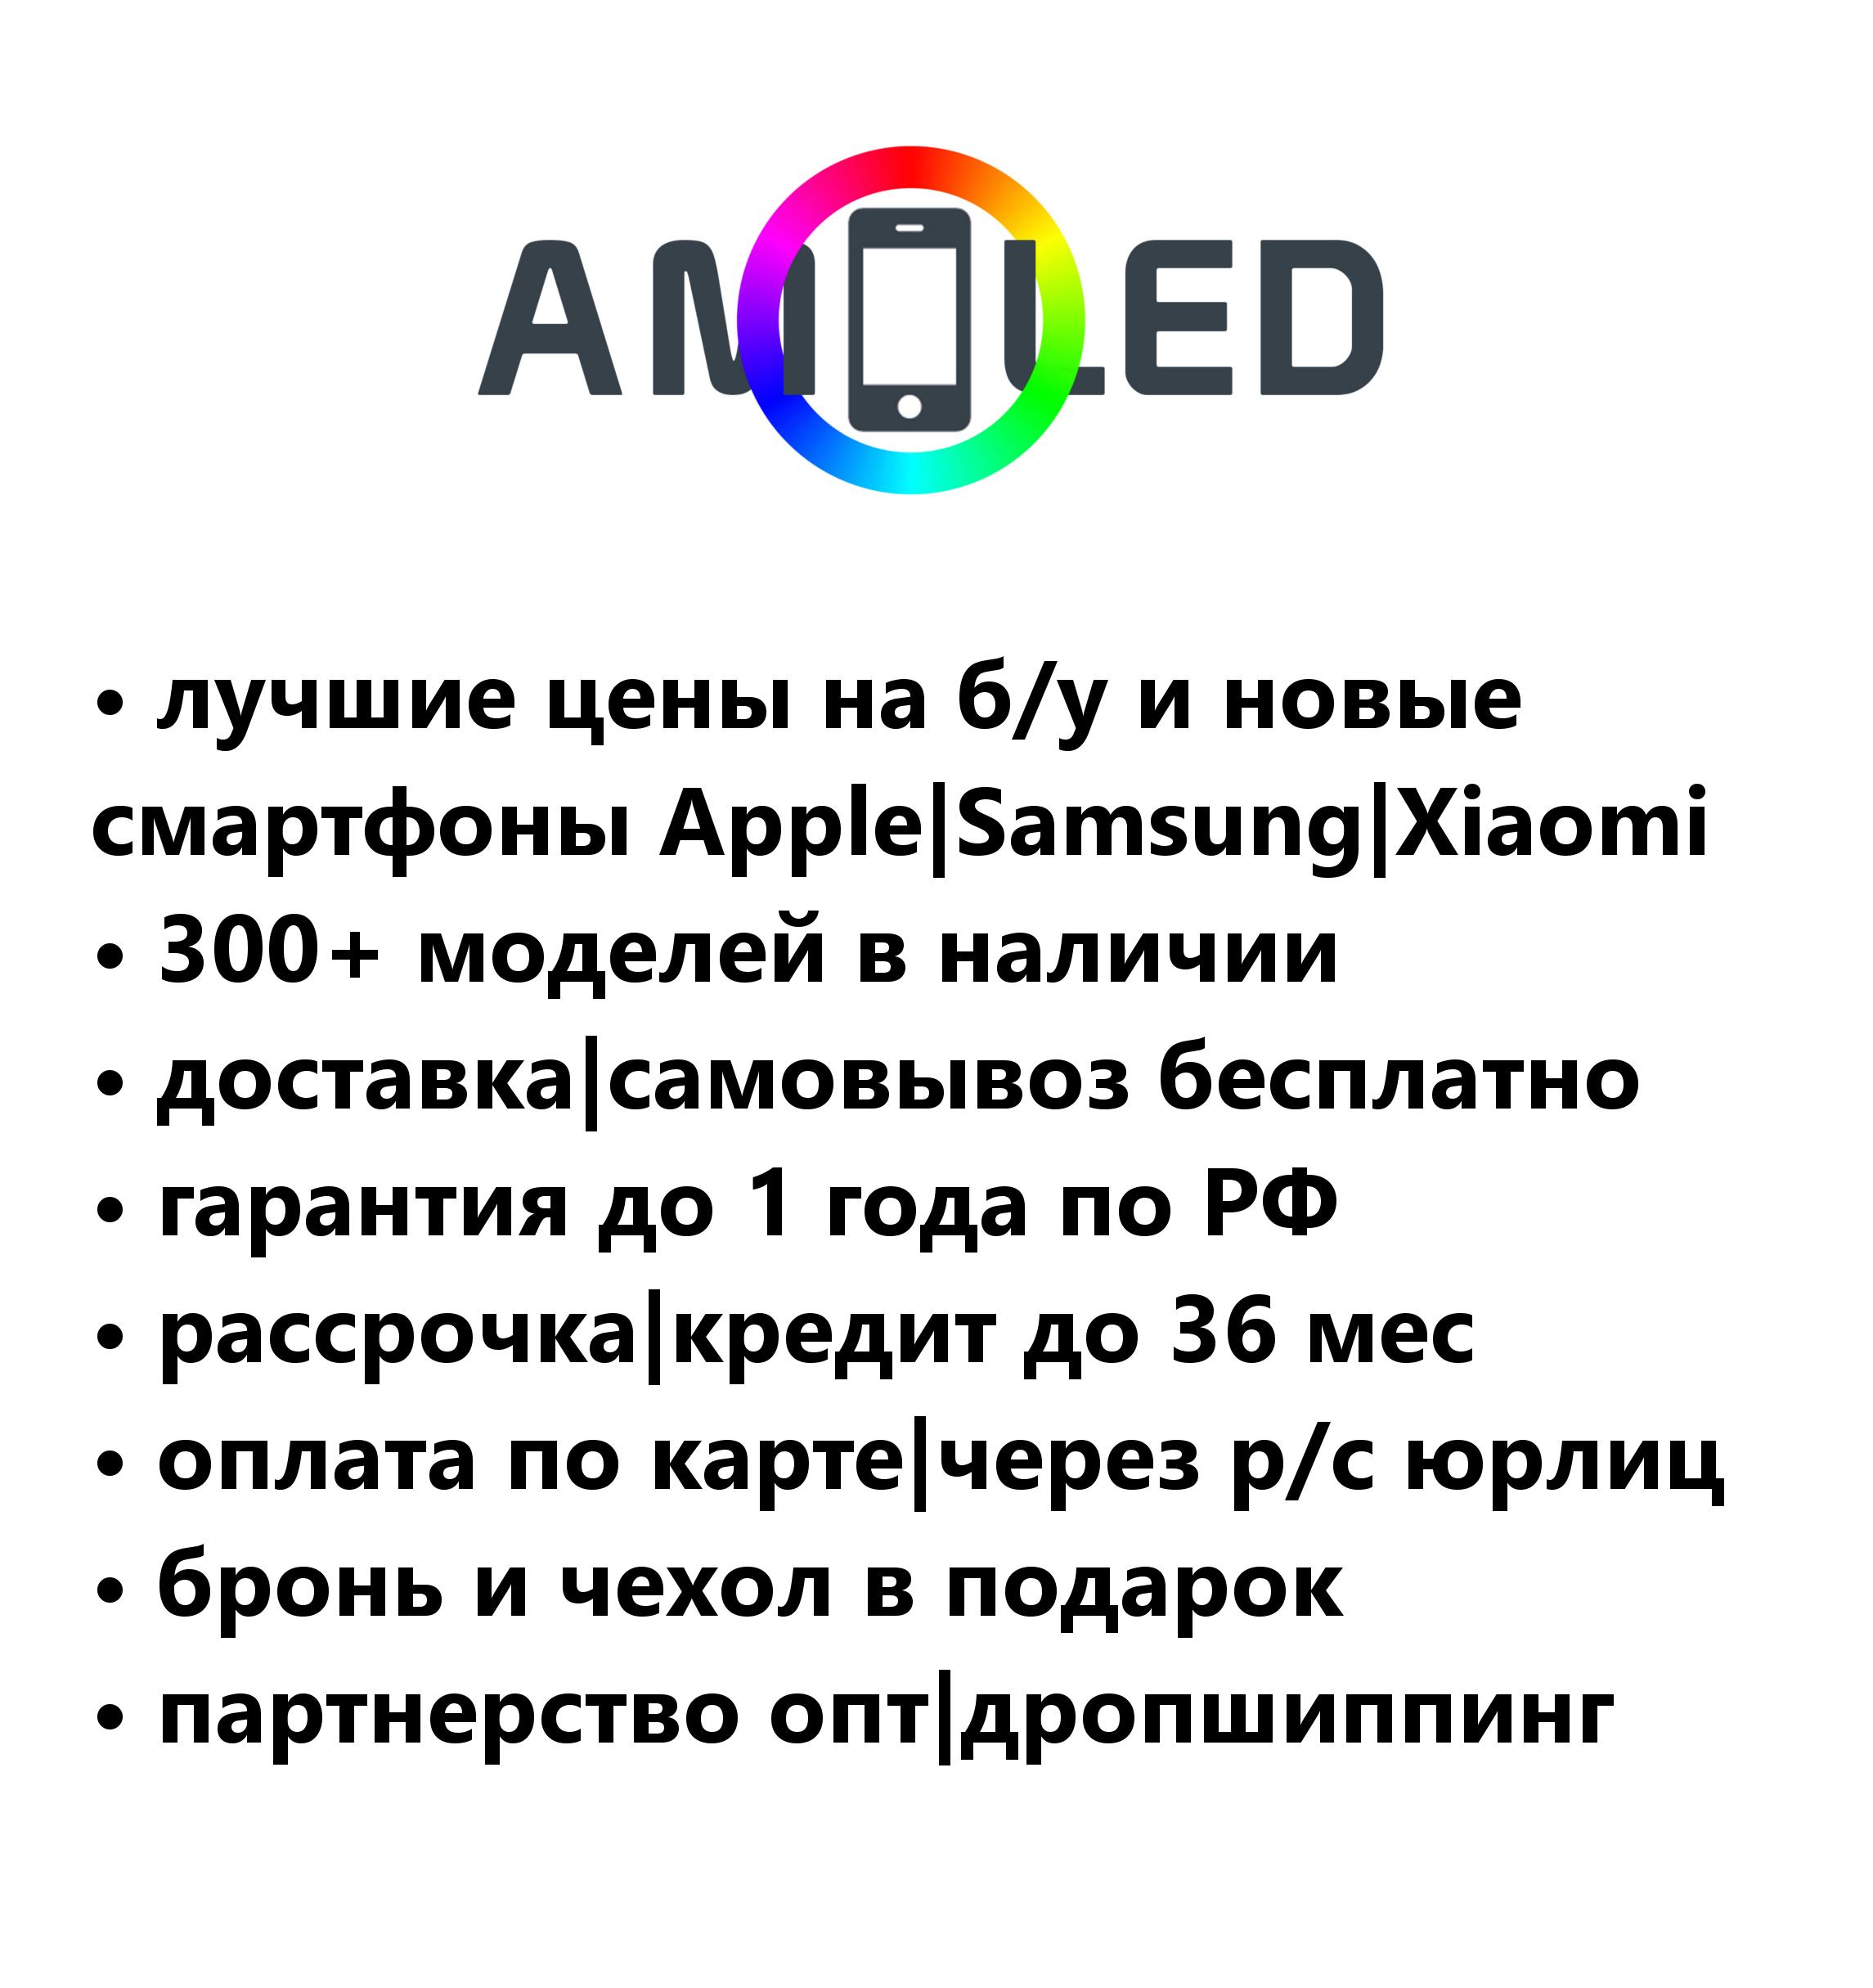 AMOLED
• лучшие цены на б/у и новые
смартфоны Apple|Samsung|Xiaomi
• 300+ моделей в наличии
• доставка|самовывоз бесплатно
• гарантия до 1 года по РФ
• рассрочка|кредит до 36 мес
• оплата по карте|через р/с юрлиц
• бронь и чехол в подарок
• партнерство опт|дропшиппинг